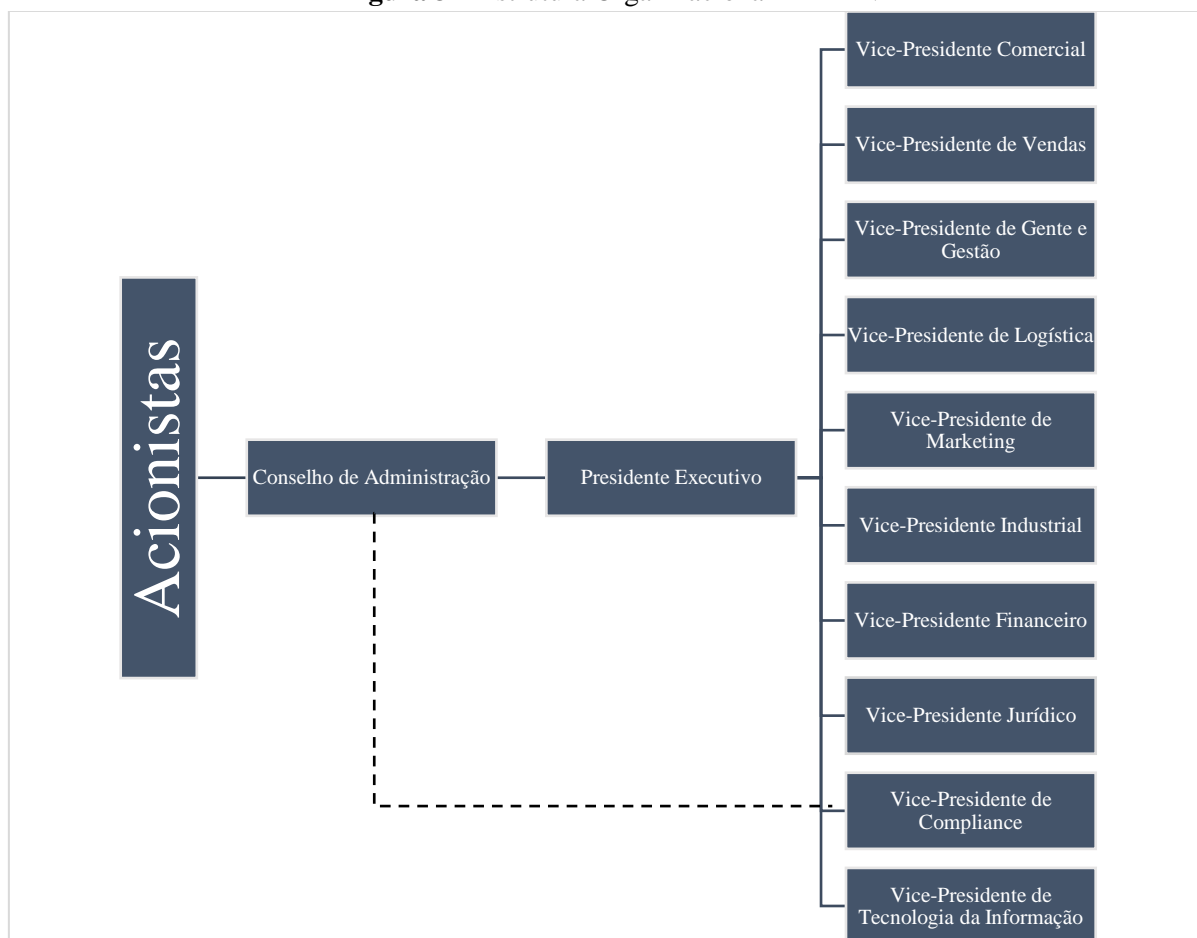 Acionistas
Conselho de Administração
Presidente Executivo
Vice-Presidente Comercial
Vice-Presidente de Vendas
Vice-Presidente de Gente e
Gestão
Vice-Presidente de Logística
Vice-Presidente de
Marketing
Vice-Presidente Industrial
Vice-Presidente Financeiro
Vice-Presidente Jurídico
Vice-Presidente de
Compliance
Vice-Presidente de
Tecnologia da Informação